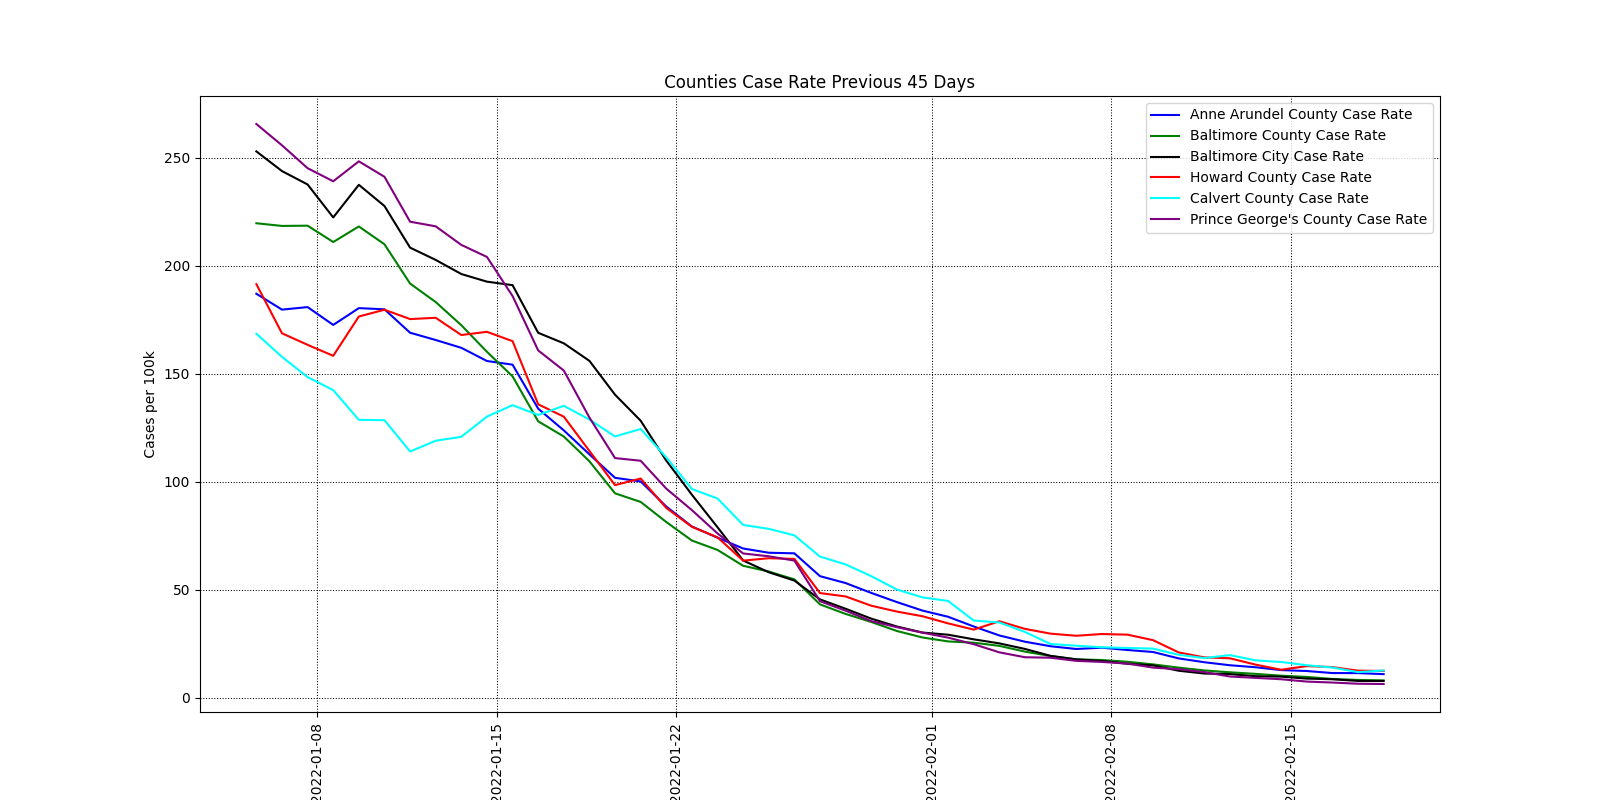 Counties Case Rate Previous 45 Days
Anne Arundel County Case Rate
Baltimore County Case Rate
Baltimore City Case Rate
Howard County Case Rate
Calvert County Case Rate
Prince George's County Case Rate
Cases per 100k
250
200
150
100
50
0
2022-01-08
2022-01-15
2022-01-22
2022-02-01
2022-02-08
2022-02-15